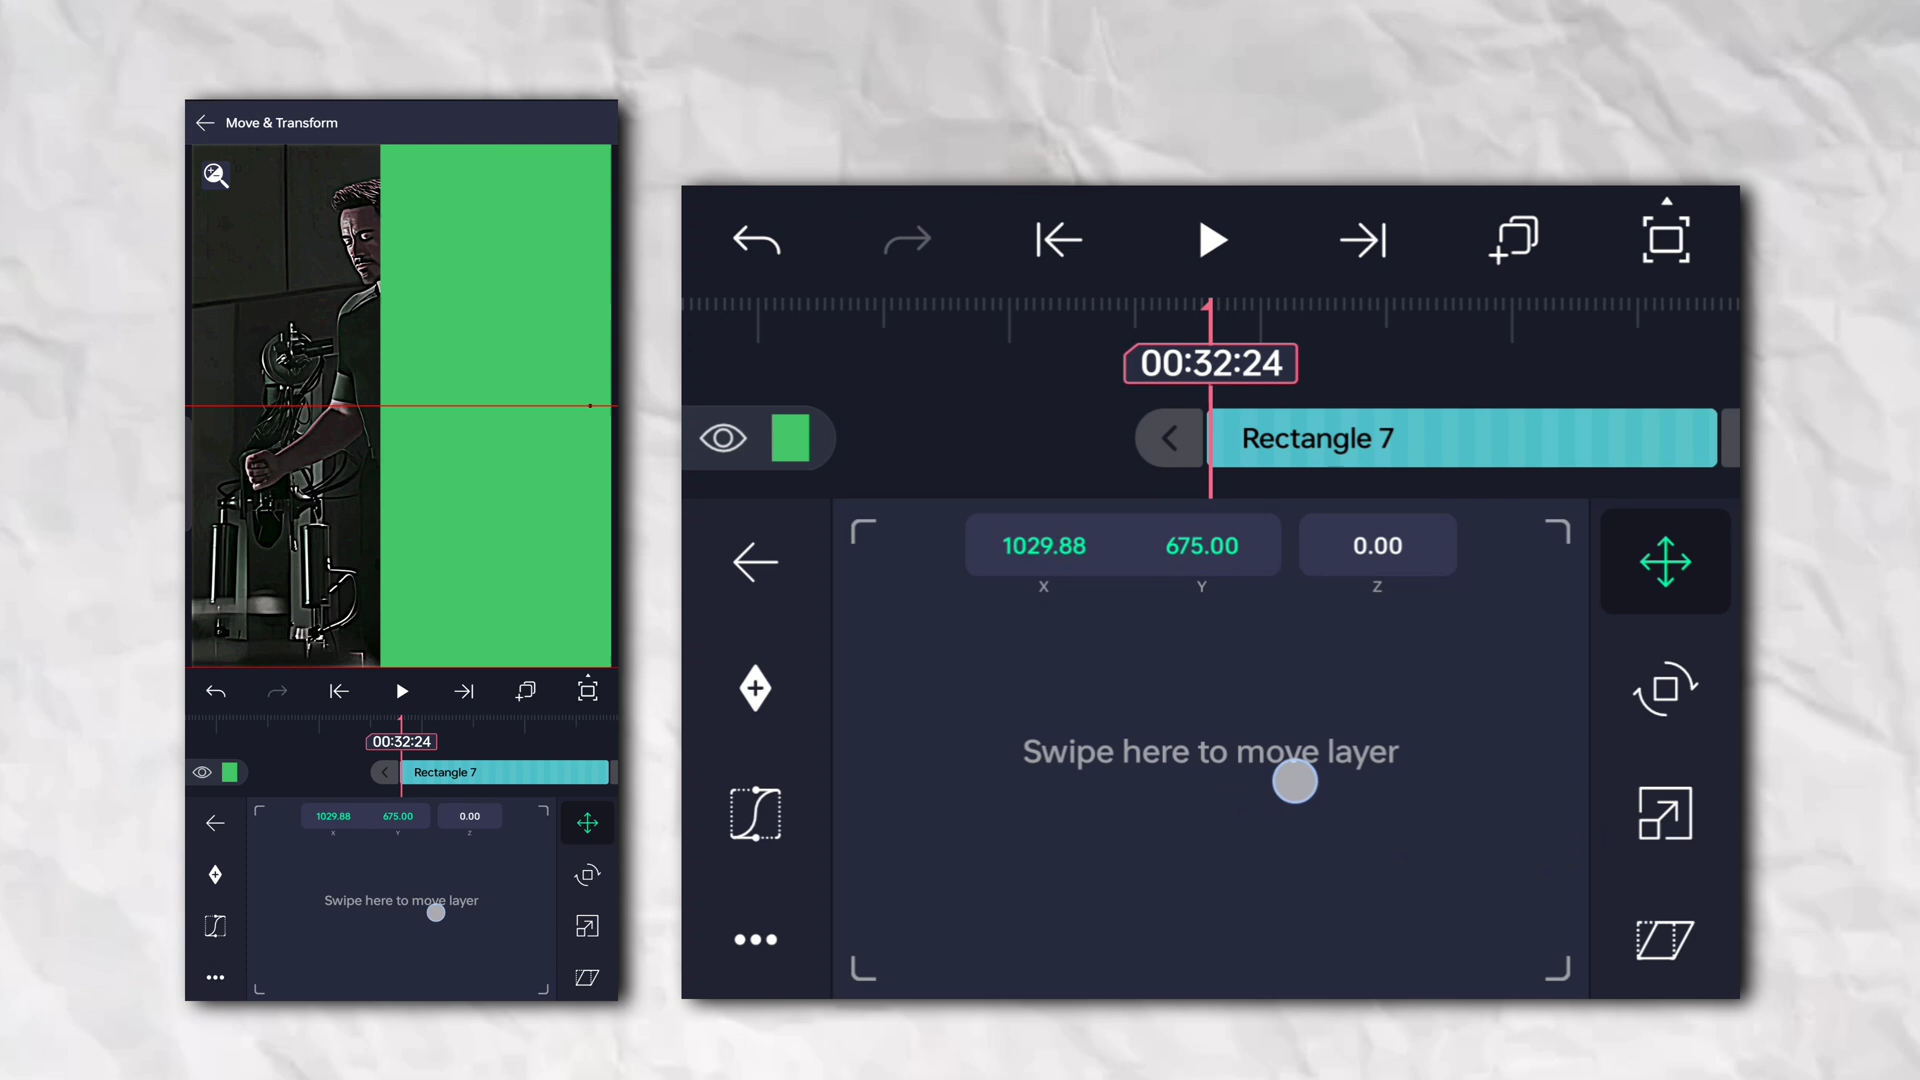 Move & Transform
00:32:24
Rectangle 7
1029.88 675.00 0.00
X Y Z
Swipe here to move layer
00:32:24
Rectangle 7
1029.88 675.00 0.00
X Y Z
Swipe here to move layer